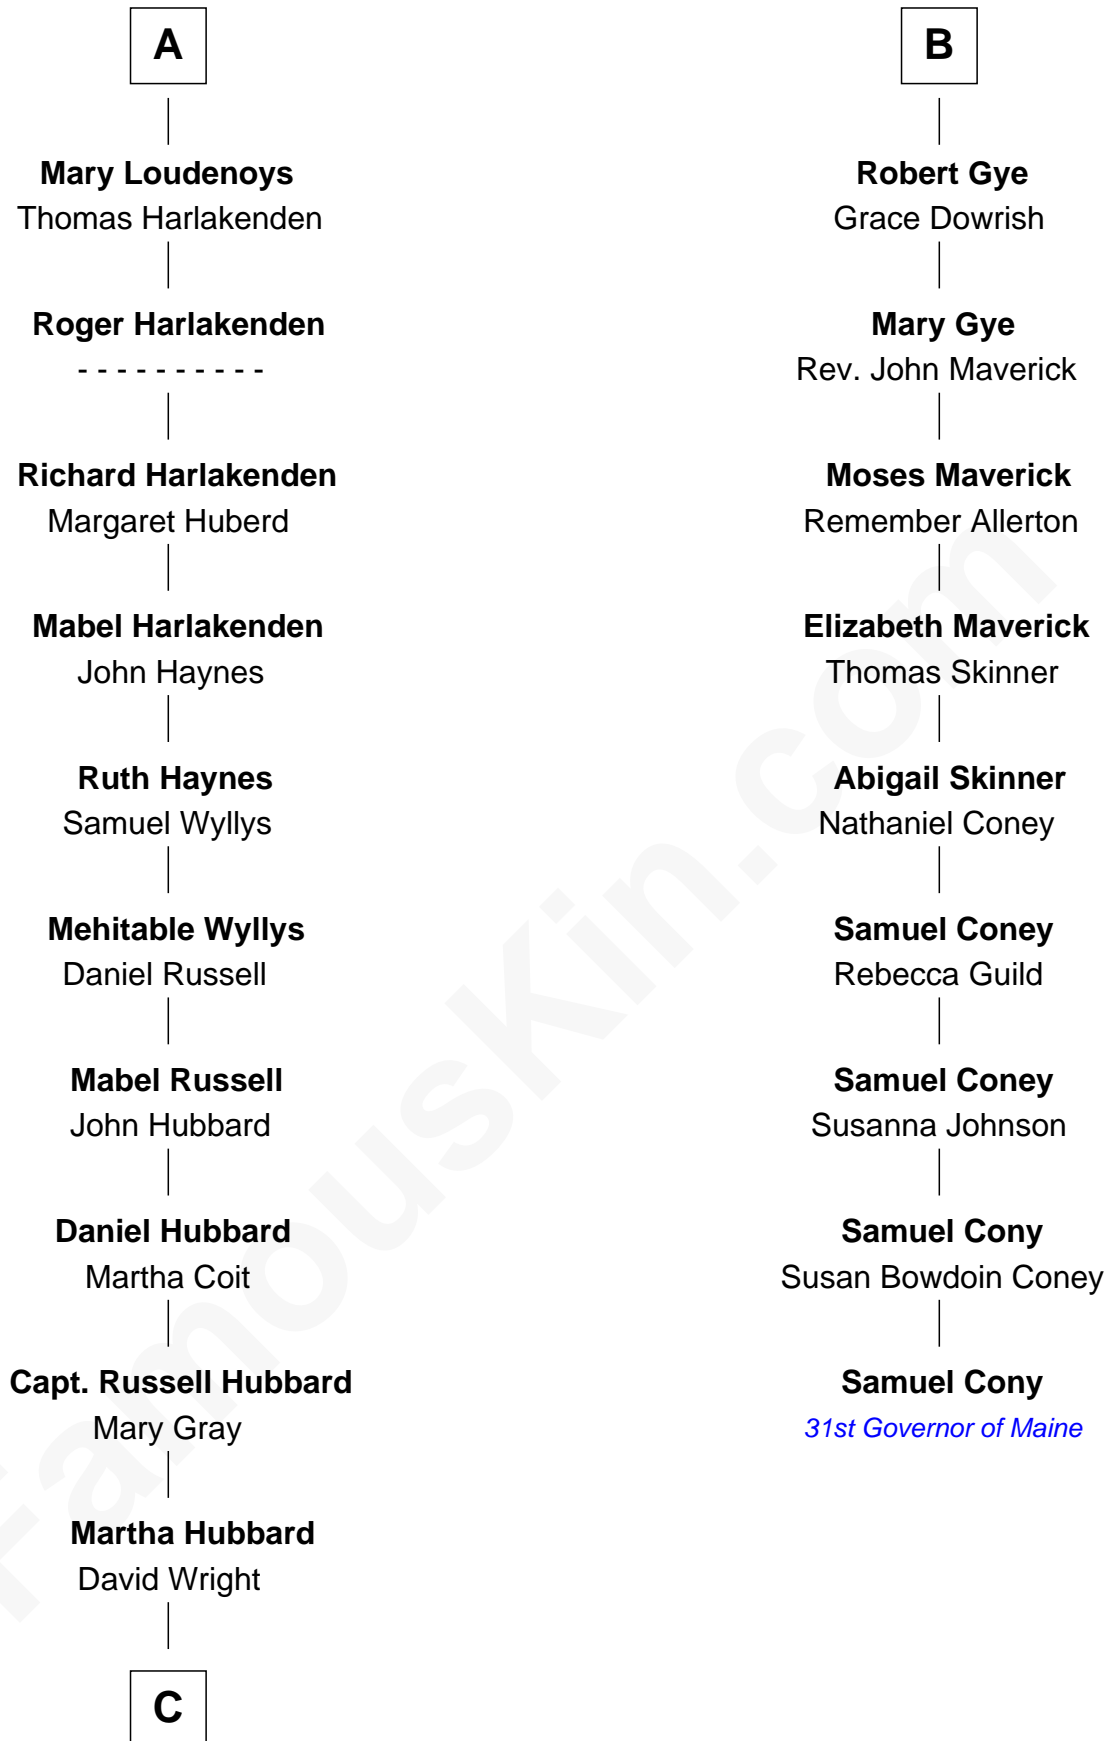 A
Mary Loudenoys
Thomas Harlakenden
Roger Harlakenden
- - - - - - - - - -
Richard Harlakenden
Margaret Huberd
Mabel Harlakenden
John Haynes
Ruth Haynes
Samuel Wyllys
Mehitable Wyllys
Daniel Russell
Mabel Russell
John Hubbard
Daniel Hubbard
Martha Coit
Capt. Russell Hubbard
Mary Gray
Martha Hubbard
David Wright
C
B
Robert Gye
Grace Dowrish
Mary Gye
Rev. John Maverick
Moses Maverick
Remember Allerton
Elizabeth Maverick
Thomas Skinner
Abigail Skinner
Nathaniel Coney
Samuel Coney
Rebecca Guild
Samuel Coney
Susanna Johnson
Samuel Cony
Susan Bowdoin Coney
Samuel Cony
31st Governor of Maine
FamousKin.com